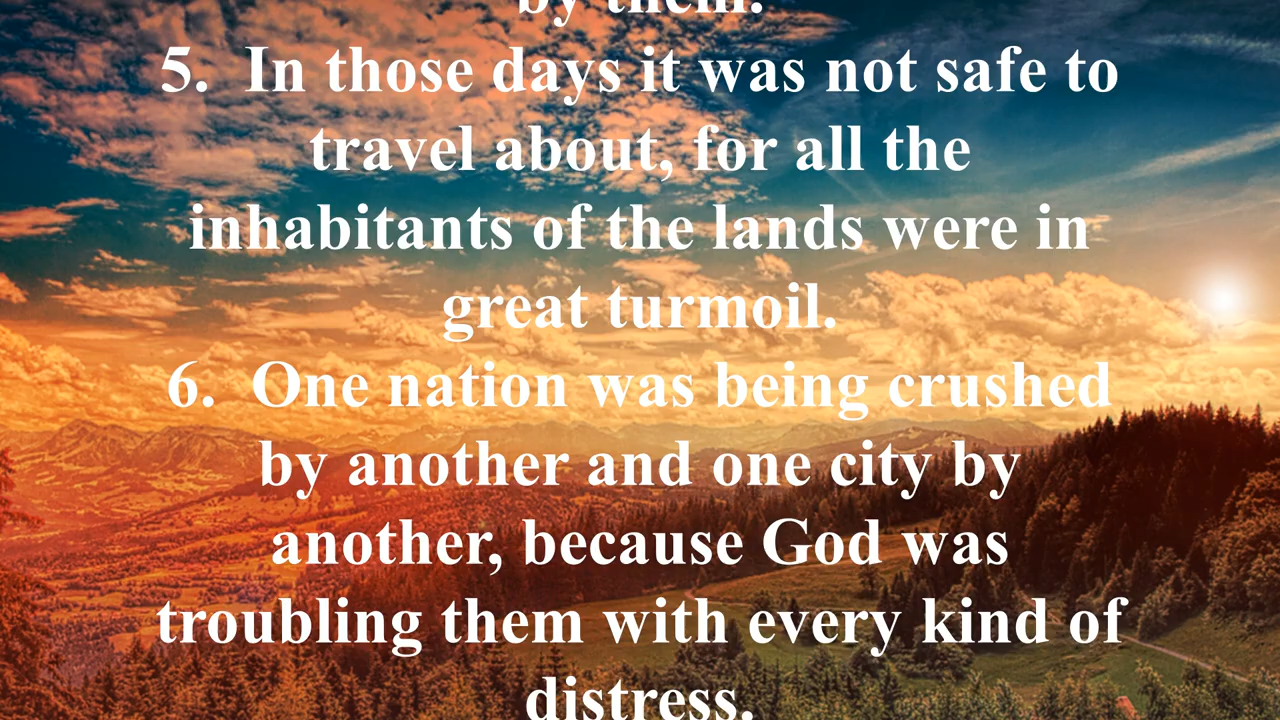 by them.
5. In those days it was not safe to
travel about, for all the
inhabitants of the lands were in
great turmoil.
6. One nation was being crushed
by another and one city by
another, because God was
troubling them with every kind of
distress.